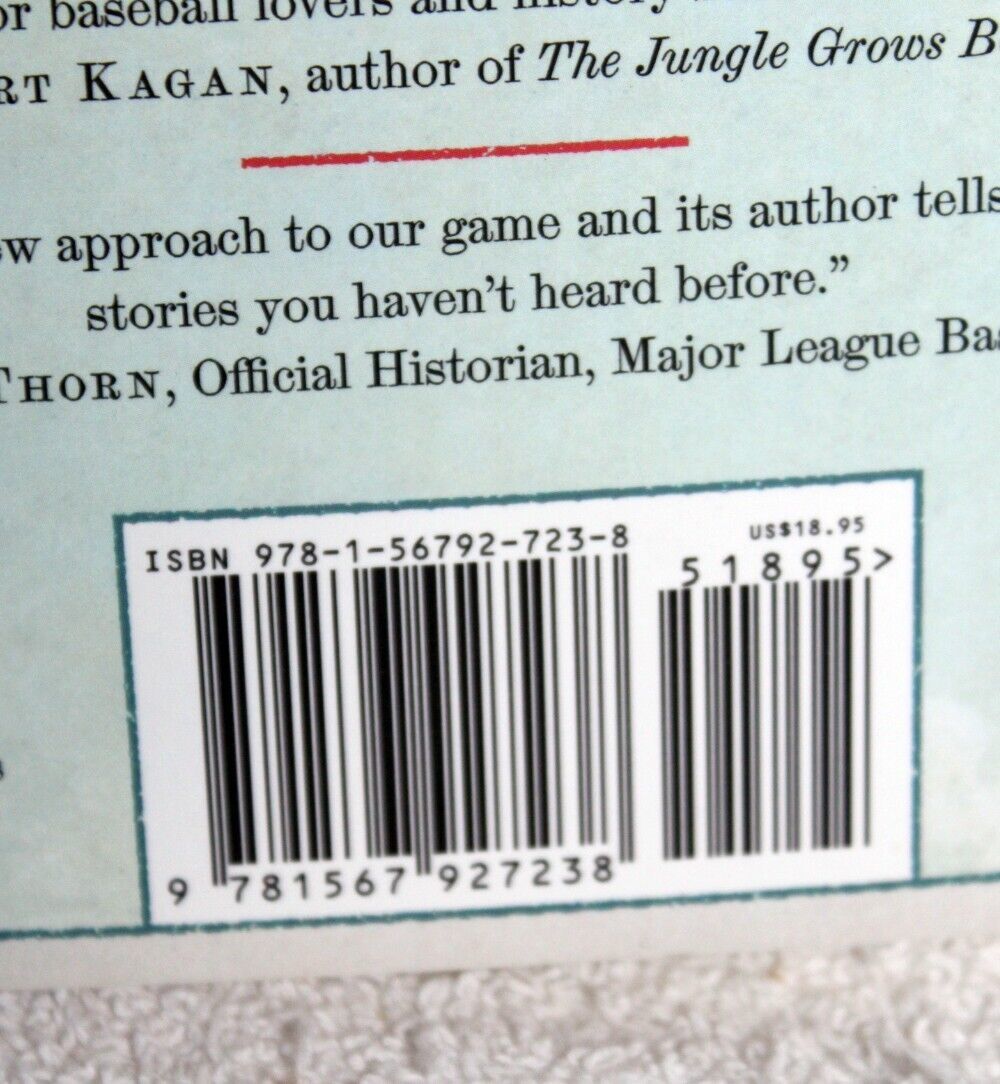 or baseball lovers and history
RT KAGAN, author of The Jungle Grows B
ew approach to our game and its author tells
stories you haven't heard before.”
THORN, Official Historian, Major League Bas
ISBN 978-1-56792-723-8
US$18.95
51895>
9 781567 927238